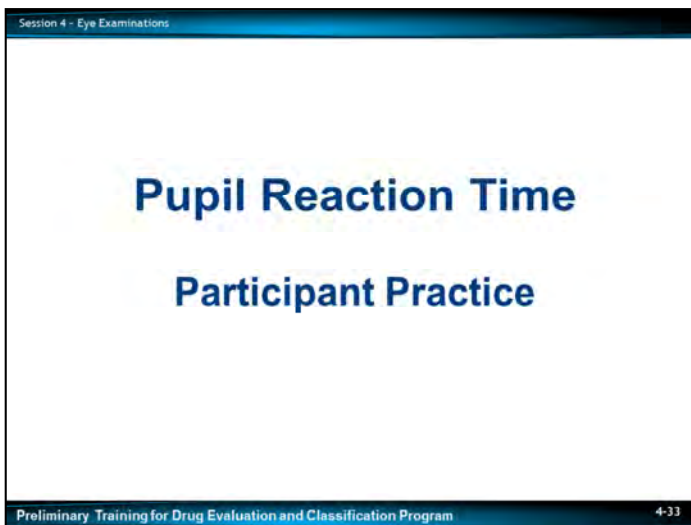 Session 4 - Eye Examinations
Pupil Reaction Time
Participant Practice
Preliminary Training for Drug Evaluation and Classification Program 4-33